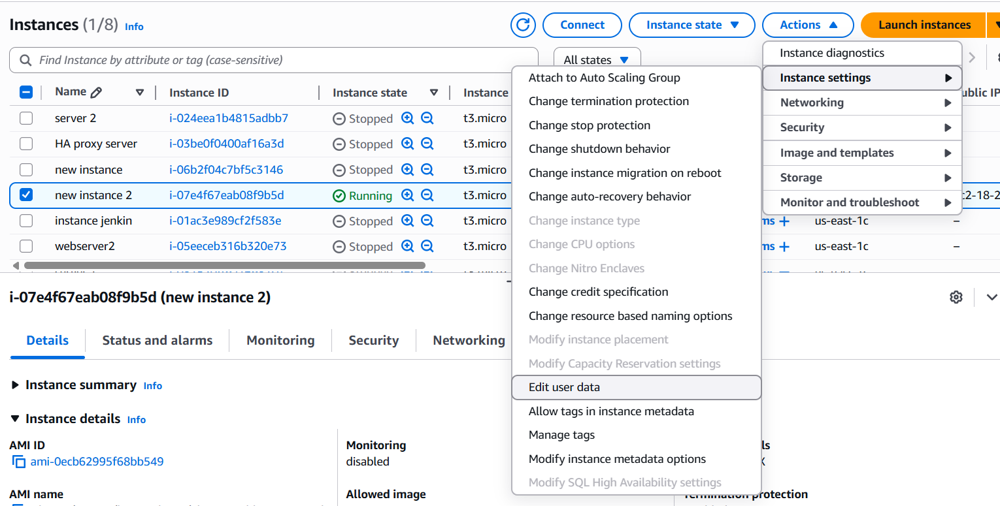 Instances (1/8) Info
Connect
Instance state
Actions
Launch instances
Find Instance by attribute or tag (case-sensitive)
All states
Name
Instance ID
Instance state
Instance
server 2 i-024eea1b4815adbb7 Stopped t3.micro
HA proxy server i-03be0f0400af16a3d Stopped t3.micro
new instance i-06b2f04c7bf5c3146 Stopped t3.micro
new instance 2 i-07e4f67eab08f9b5d Running t3.micro
instance jenkin i-01ac3e989cf2f583e Stopped t3.micro us-east-1c –
webserver2 i-05eeceb316b320e73 Stopped t3.micro us-east-1c –
Instance diagnostics
Instance settings
Networking
Security
Image and templates
Storage
Monitor and troubleshoot
Attach to Auto Scaling Group
Change termination protection
Change stop protection
Change shutdown behavior
Change instance migration on reboot
Change auto-recovery behavior
Change instance type
Change CPU options
Change Nitro Enclaves
Change credit specification
Change resource based naming options
Modify instance placement
Modify Capacity Reservation settings
Edit user data
Allow tags in instance metadata
Manage tags
Modify instance metadata options
Modify SQL High Availability settings
i-07e4f67eab08f9b5d (new instance 2)
Details
Status and alarms
Monitoring
Security
Networking
Instance summary Info
Instance details Info
AMI ID
ami-0ecb62995f68bb549
Monitoring
disabled
AMI name
Allowed image
Termination protection